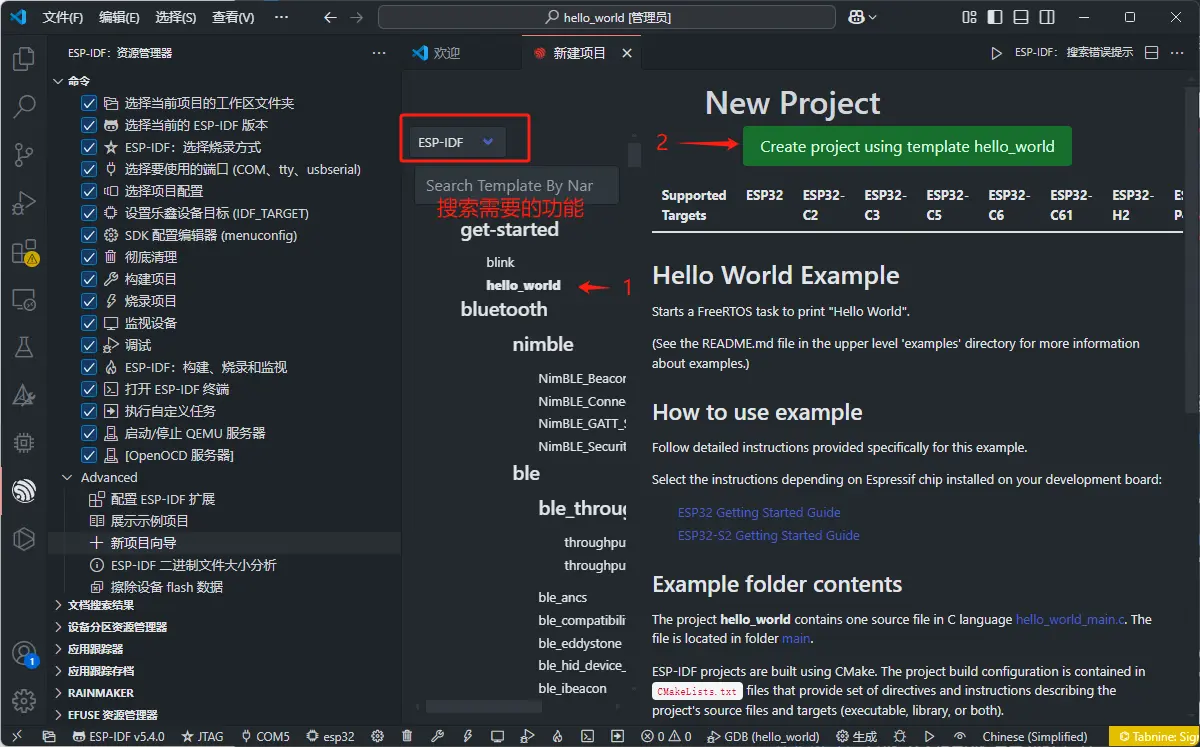 文件(F) 编辑(E) 选择(S) 查看(V) ··· hello_world [管理员]
ESP-IDF：资源管理器 ···
命令
选择当前项目的工作区文件夹
选择当前的 ESP-IDF 版本
ESP-IDF：选择烧录方式
选择要使用的端口 (COM、tty、usbserial)
选择项目配置
设置乐鑫设备目标 (IDF_TARGET)
SDK 配置编辑器 (menuconfig)
彻底清理
构建项目
烧录项目
监视设备
调试
ESP-IDF：构建、烧录和监视
打开 ESP-IDF 终端
执行自定义任务
启动/停止 QEMU 服务器
[OpenOCD 服务器]
Advanced
配置 ESP-IDF 扩展
展示示例项目
新项目向导
ESP-IDF 二进制文件大小分析
擦除设备 flash 数据
文档搜索结果
设备分区资源管理器
应用跟踪器
应用跟踪存档
RAINMAKER
EFUSE 资源管理器
1
欢迎 新建项目 ESP-IDF：搜索错误提示 ···
ESP-IDF
Search Template By Nar
搜索需要的功能
get-started
blink
hello_world
1
bluetooth
nimble
NimBLE_Beacon
NimBLE_Conne
NimBLE_GATT_S
NimBLE_Securit
ble
ble_throug
throughpu
throughpu
ble_ancs
ble_compatibili
ble_eddystone
ble_hid_device_
ble_ibeacon
New Project
2
Create project using template hello_world
Supported Targets ESP32 ESP32-C2 ESP32-C3 ESP32-C5 ESP32-C6 ESP32-C61 ESP32-H2
Hello World Example
Starts a FreeRTOS task to print "Hello World".
(See the README.md file in the upper level 'examples' directory for more information
about examples.)
How to use example
Follow detailed instructions provided specifically for this example.
Select the instructions depending on Espressif chip installed on your development board:
ESP32 Getting Started Guide
ESP32-S2 Getting Started Guide
Example folder contents
The project hello_world contains one source file in C language hello_world_main.c. The
file is located in folder main.
ESP-IDF projects are built using CMake. The project build configuration is contained in
CMakeLists.txt files that provide set of directives and instructions describing the
project's source files and targets (executable, library, or both).
ESP-IDF v5.4.0 JTAG COM5 esp32 0 0 GDB (hello_world) 生成 Chinese (Simplified) Tabnine: Sig